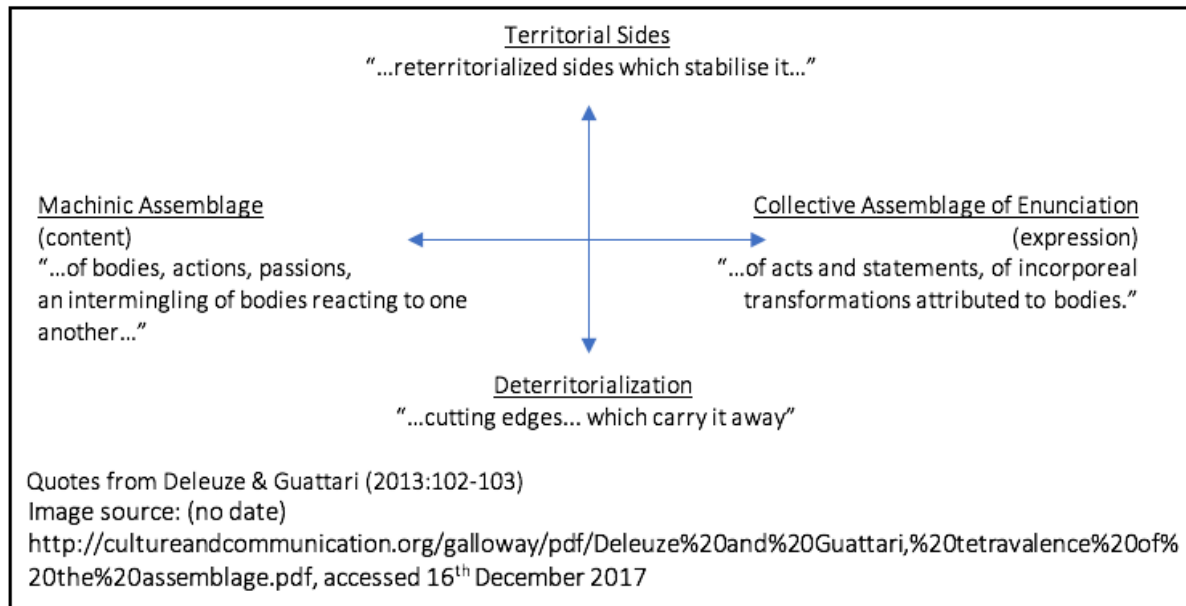 Territorial Sides
“…reterritorialized sides which stabilise it…”
Machinic Assemblage
(content)
“…of bodies, actions, passions,
an intermingling of bodies reacting to one
another…”
Collective Assemblage of Enunciation
(expression)
“…of acts and statements, of incorporeal
transformations attributed to bodies.”
Deterritorialization
“…cutting edges… which carry it away”
Quotes from Deleuze & Guattari (2013:102-103)
Image source: (no date)
http://cultureandcommunication.org/galloway/pdf/Deleuze%20and%20Guattari,%20tetravalence%20of%
20the%20assemblage.pdf, accessed 16th December 2017